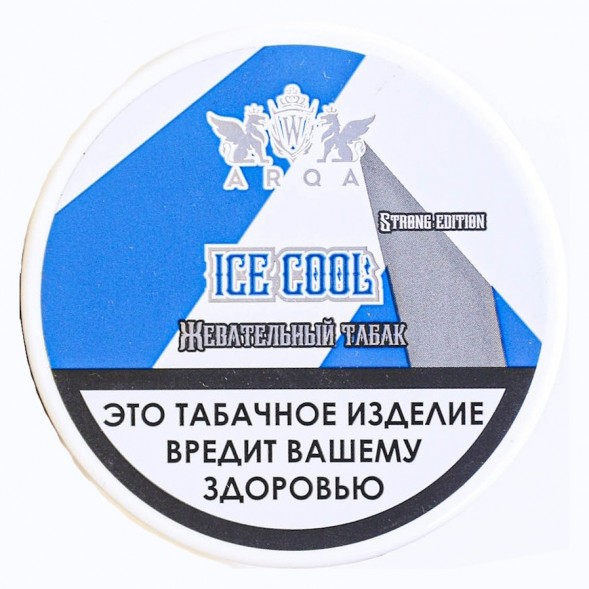 W
ARQA
Strong edition
ICE COOL
Жевательный табак
ЭТО ТАБАЧНОЕ ИЗДЕЛИЕ
ВРЕДИТ ВАШЕМУ
ЗДОРОВЬЮ